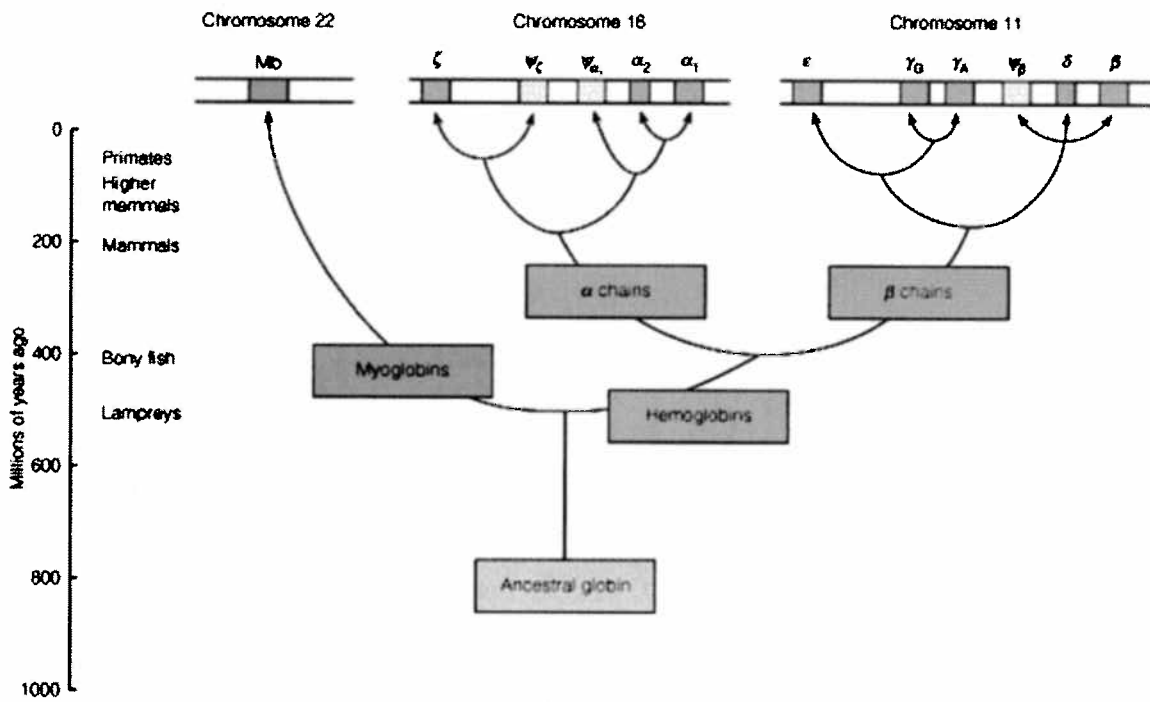 Chromosome 22
Chromosome 16
Chromosome 11
Mb
ζ
ψζ
ψα1
α2
α1
ε
γG
γA
ψβ
δ
β
0
Primates
Higher
mammals
200
Mammals
α chains
β chains
400
Bony fish
Myoglobins
Lampreys
Hemoglobins
Millions of years ago
600
800
Ancestral globin
1000